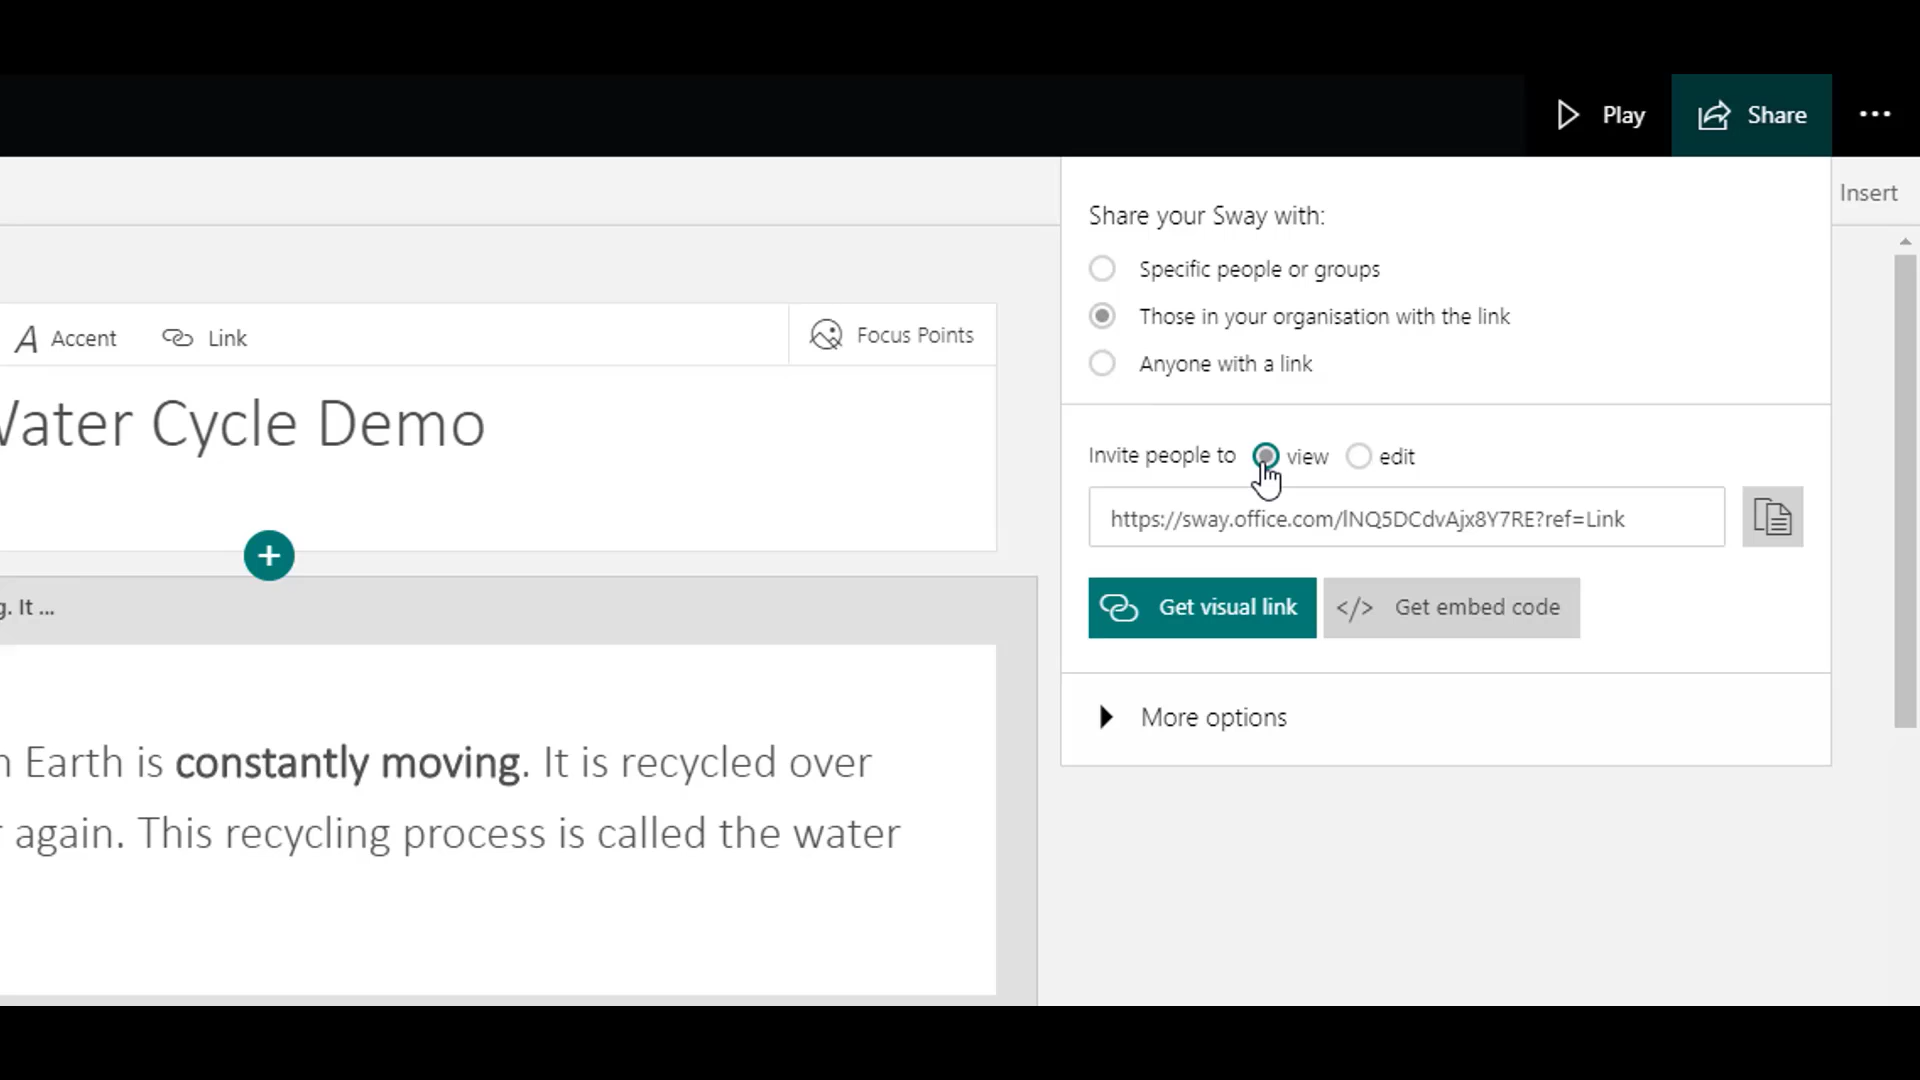 Play
Share
Insert
Share your Sway with:
Specific people or groups
Those in your organisation with the link
Anyone with a link
Accent
Link
Focus Points
Water Cycle Demo
Invite people to view edit
https://sway.office.com/lNQ5DCdvAjx8Y7RE?ref=Link
Get visual link
</> Get embed code
g. It ...
More options
n Earth is constantly moving. It is recycled over
r again. This recycling process is called the water